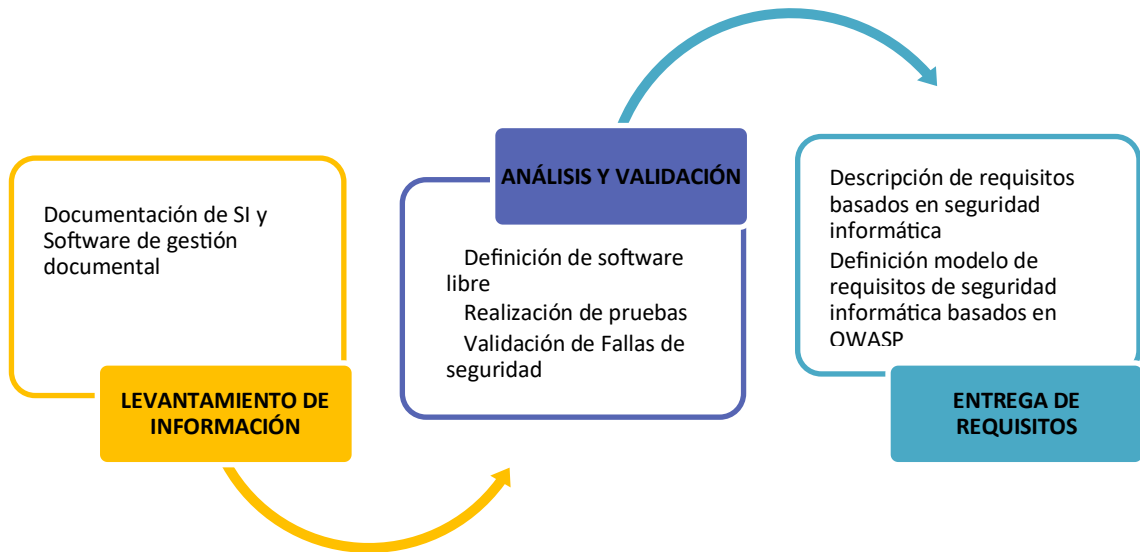 Documentación de SI y
Software de gestión
documental
LEVANTAMIENTO DE
INFORMACIÓN
ANÁLISIS Y VALIDACIÓN
Definición de software
libre
Realización de pruebas
Validación de Fallas de
seguridad
Descripción de requisitos
basados en seguridad
informática
Definición modelo de
requisitos de seguridad
informática basados en
OWASP
ENTREGA DE
REQUISITOS